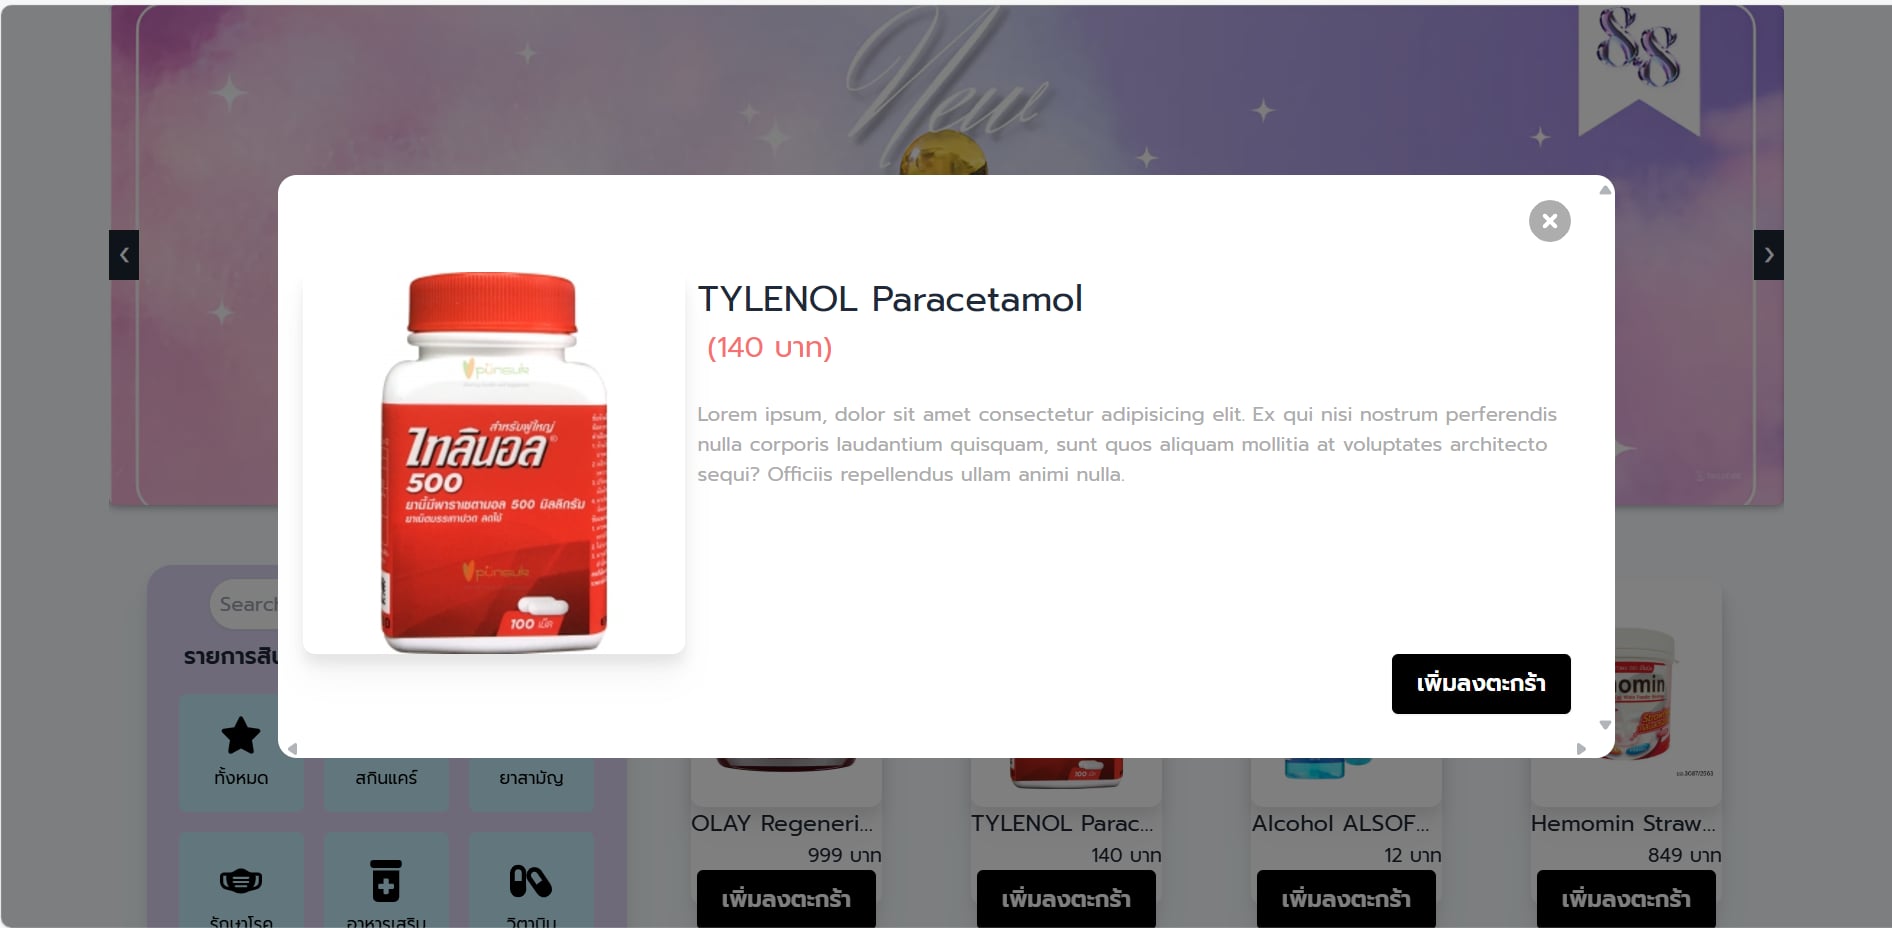 New
88
TYLENOL Paracetamol
(140 บาท)
Lorem ipsum, dolor sit amet consectetur adipisicing elit. Ex qui nisi nostrum perferendis
nulla corporis laudantium quisquam, sunt quos aliquam mollitia at voluptates architecto
sequi? Officiis repellendus ullam animi nulla.
punsuk
สำหรับผู้ใหญ่
ไทลินอล
500
ยานี้มีพาราเซตามอล 500 มิลลิกรัม
ยาเม็ดบรรเทาปวด ลดไข้
punsuk
100 เม็ด
เพิ่มลงตะกร้า
Search
รายการสิน
ทั้งหมด
สกินแคร์
ยาสามัญ
รักษาโรค
อาหารเสริม
วิตามิน
omin
100 เม็ด
OLAY Regeneri...
TYLENOL Parac...
Alcohol ALSOF...
Hemomin Straw...
999 บาท
140 บาท
12 บาท
849 บาท
เพิ่มลงตะกร้า
เพิ่มลงตะกร้า
เพิ่มลงตะกร้า
เพิ่มลงตะกร้า